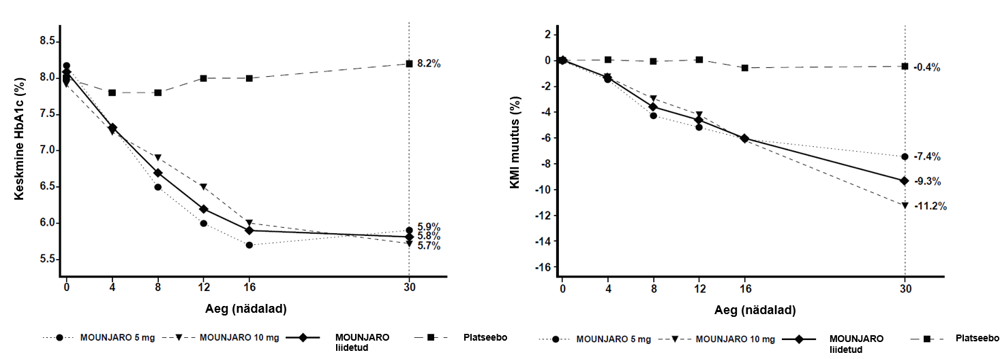 8.5
8.0
7.5
7.0
6.5
6.0
5.5
Keskmine HbA1c (%)
8.2%
5.9%
5.8%
5.7%
0 4 8 12 16 30
Aeg (nädalad)
MOUNJARO 5 mg MOUNJARO 10 mg MOUNJARO Platseebo
liidetud
2
0
-2
-4
-6
-8
-10
-12
-14
-16
KMI muutus (%)
-0.4%
-7.4%
-9.3%
-11.2%
0 4 8 12 16 30
Aeg (nädalad)
MOUNJARO 5 mg MOUNJARO 10 mg MOUNJARO Platseebo
liidetud